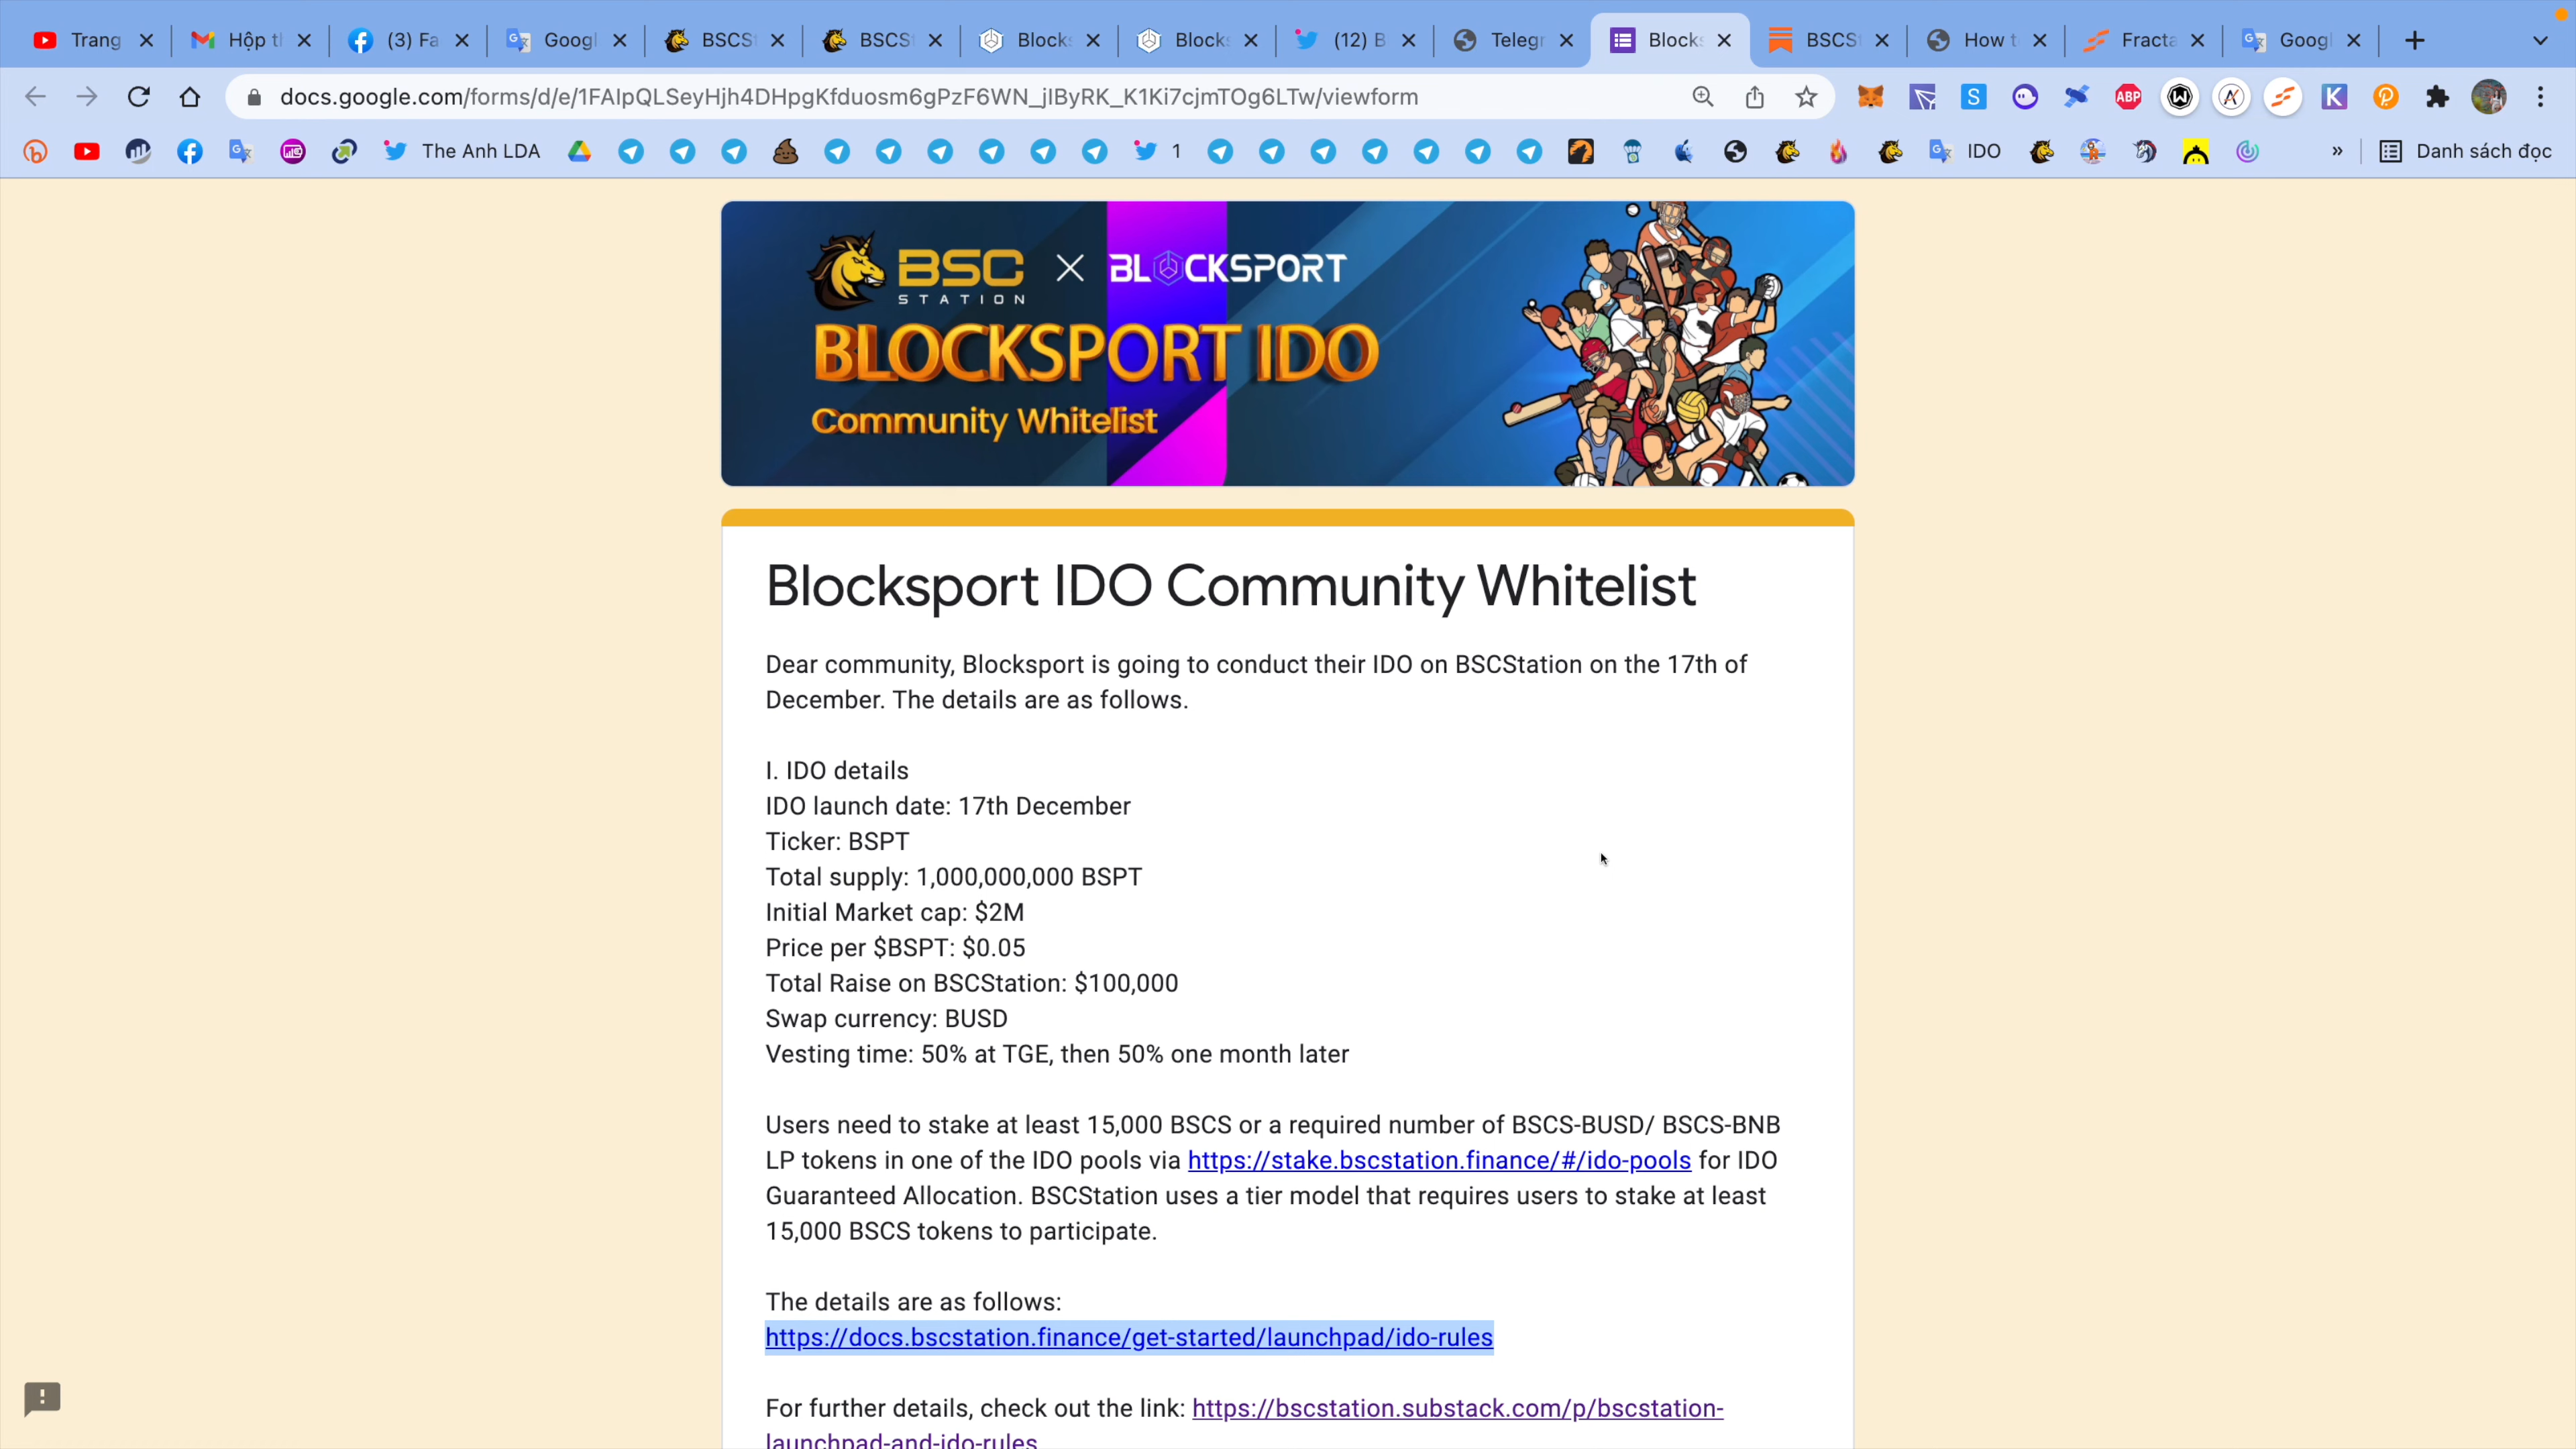 Trang
Hộp t
(3) Fa
Googl
BSCS
BSCS
Block
Block
(12) B
Telegr
Block
BSCS
How t
Fracta
Googl
docs.google.com/forms/d/e/1FAIpQLSeyHjh4DHpgKfduosm6gPzF6WN_jIByRK_K1Ki7cjmTOg6LTw/viewform
ABP
The Anh LDA
1
IDO
»
Danh sách đọc
BSC
STATION
BLOCKSPORT
BLOCKSPORT IDO
Community Whitelist
Blocksport IDO Community Whitelist
Dear community, Blocksport is going to conduct their IDO on BSCStation on the 17th of
December. The details are as follows.
I. IDO details
IDO launch date: 17th December
Ticker: BSPT
Total supply: 1,000,000,000 BSPT
Initial Market cap: $2M
Price per $BSPT: $0.05
Total Raise on BSCStation: $100,000
Swap currency: BUSD
Vesting time: 50% at TGE, then 50% one month later
Users need to stake at least 15,000 BSCS or a required number of BSCS-BUSD/ BSCS-BNB
LP tokens in one of the IDO pools via https://stake.bscstation.finance/#/ido-pools for IDO
Guaranteed Allocation. BSCStation uses a tier model that requires users to stake at least
15,000 BSCS tokens to participate.
The details are as follows:
https://docs.bscstation.finance/get-started/launchpad/ido-rules
For further details, check out the link: https://bscstation.substack.com/p/bscstation-
launchpad-and-ido-rules